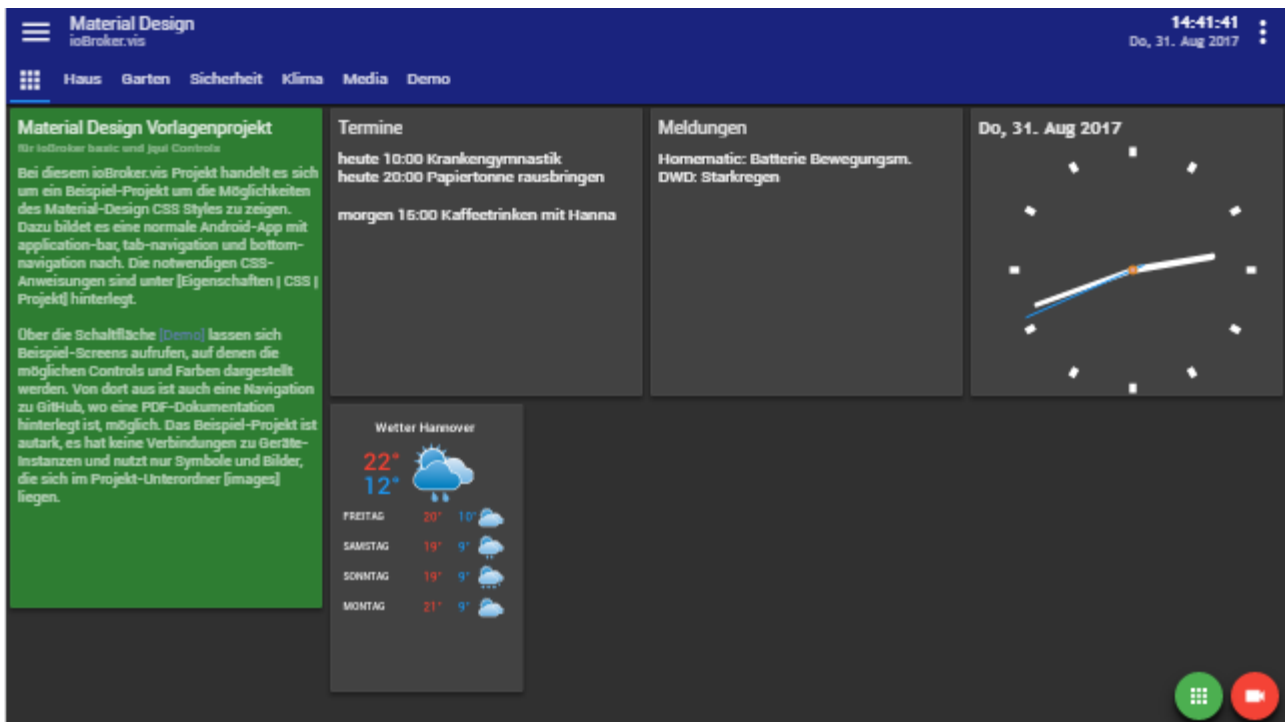 Material Design
ioBroker.vis
14:41:41
Do, 31. Aug 2017
Haus Garten Sicherheit Klima Media Demo
Material Design Vorlagenprojekt
für ioBroker basic und jqui Controls
Bei diesem ioBroker.vis Projekt handelt es sich
um ein Beispiel-Projekt um die Möglichkeiten
des Material-Design CSS Styles zu zeigen.
Dazu bildet es eine normale Android-App mit
application-bar, tab-navigation und bottom-
navigation nach. Die notwendigen CSS-
Anweisungen sind unter [Eigenschaften | CSS |
Projekt] hinterlegt.
Über die Schaltfläche [Demo] lassen sich
Beispiel-Screens aufrufen, auf denen die
möglichen Controls und Farben dargestellt
werden. Von dort aus ist auch eine Navigation
zu GitHub, wo eine PDF-Dokumentation
hinterlegt ist, möglich. Das Beispiel-Projekt ist
autark, es hat keine Verbindungen zu Geräte-
Instanzen und nutzt nur Symbole und Bilder,
die sich im Projekt-Unterordner [images]
liegen.
Termine
heute 10:00 Krankengymnastik
heute 20:00 Papiertonne rausbringen
morgen 15:00 Kaffeetrinken mit Hanna
Meldungen
Homematic: Batterie Bewegungsm.
DWD: Starkregen
Do, 31. Aug 2017
Wetter Hannover
22°
12°
FREITAG 20° 10°
SAMSTAG 19° 9°
SONNTAG 19° 9°
MONTAG 21° 9°